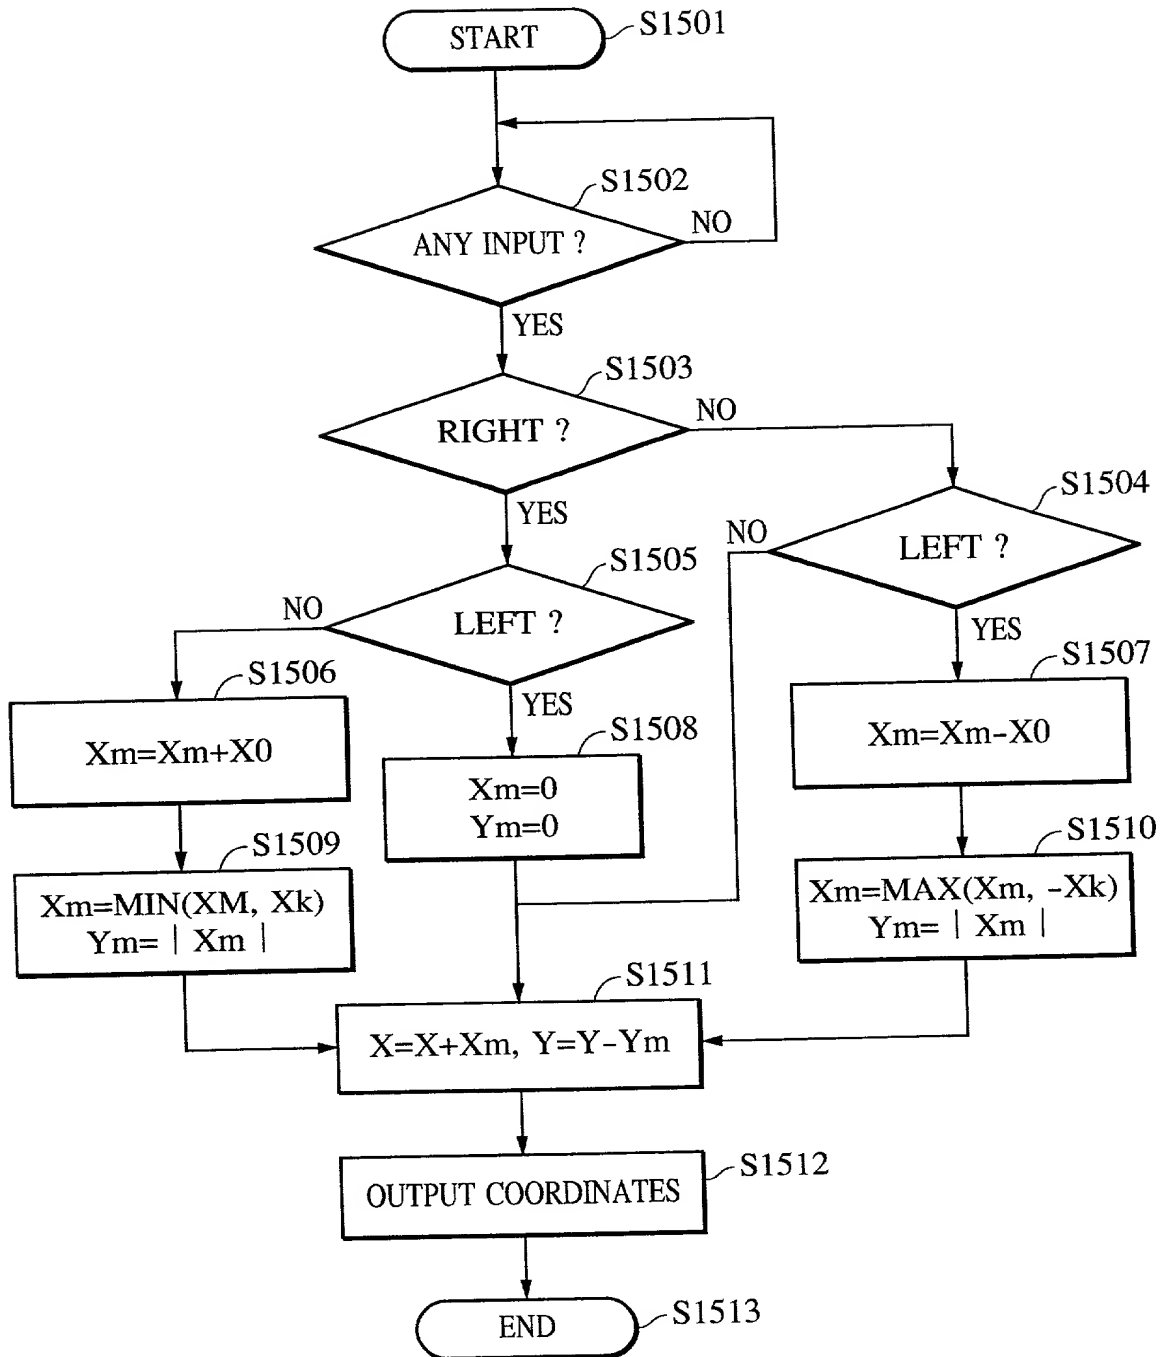 START
S1501
S1502
ANY INPUT ?
NO
YES
S1503
RIGHT ?
NO
YES
S1504
LEFT ?
NO
YES
S1505
LEFT ?
NO
YES
S1506
Xm=Xm+X0
S1507
Xm=Xm-X0
S1508
Xm=0
Ym=0
S1509
Xm=MIN(XM, Xk)
Ym= | Xm |
S1510
Xm=MAX(Xm, -Xk)
Ym= | Xm |
S1511
X=X+Xm, Y=Y-Ym
S1512
OUTPUT COORDINATES
END
S1513